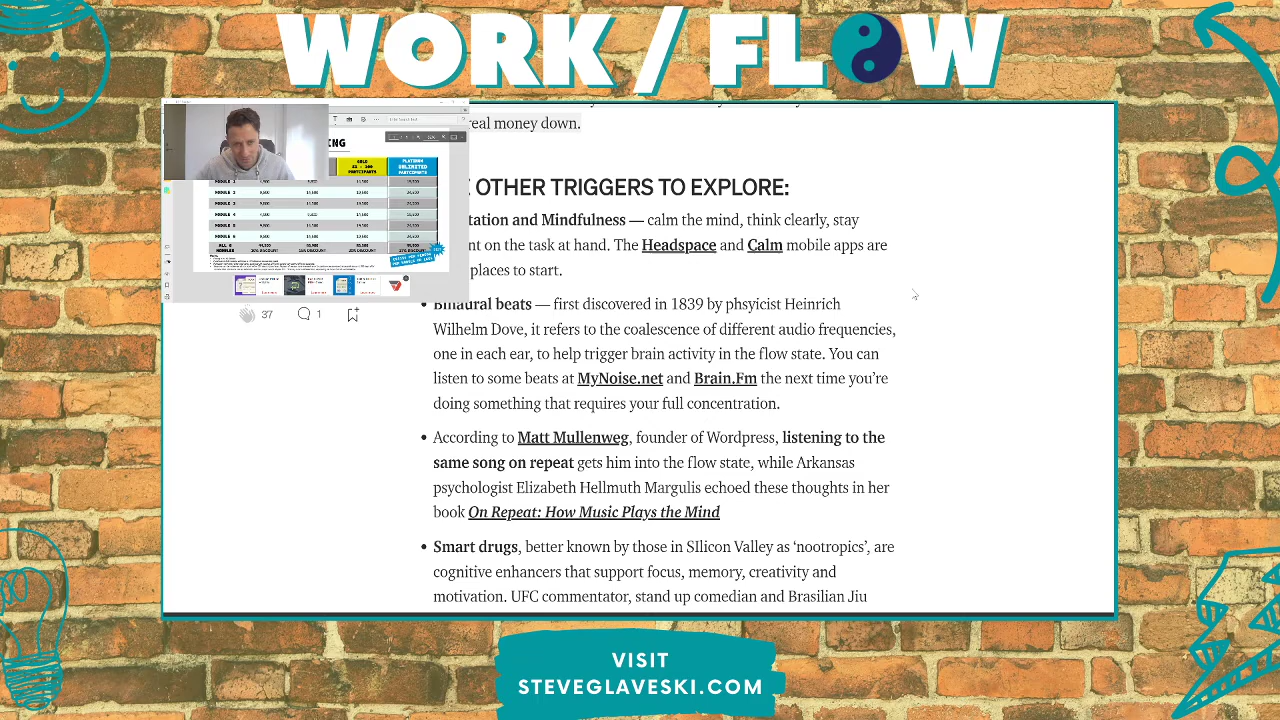 WORK / FLOW
real money down.
OTHER TRIGGERS TO EXPLORE:
tation and Mindfulness — calm the mind, think clearly, stay
nt on the task at hand. The Headspace and Calm mobile apps are
places to start.
Binaural beats — first discovered in 1839 by phsyicist Heinrich
Wilhelm Dove, it refers to the coalescence of different audio frequencies,
one in each ear, to help trigger brain activity in the flow state. You can
listen to some beats at MyNoise.net and Brain.Fm the next time you’re
doing something that requires your full concentration.
According to Matt Mullenweg, founder of Wordpress, listening to the
same song on repeat gets him into the flow state, while Arkansas
psychologist Elizabeth Hellmuth Margulis echoed these thoughts in her
book On Repeat: How Music Plays the Mind
Smart drugs, better known by those in SIlicon Valley as ‘nootropics’, are
cognitive enhancers that support focus, memory, creativity and
motivation. UFC commentator, stand up comedian and Brasilian Jiu
ING
GOLD
PARTICIPANTS
PLATINUM
UNLIMITED
PARTICIPANTS
MODULE 4
37
1
VISIT
STEVEGLAVESKI.COM